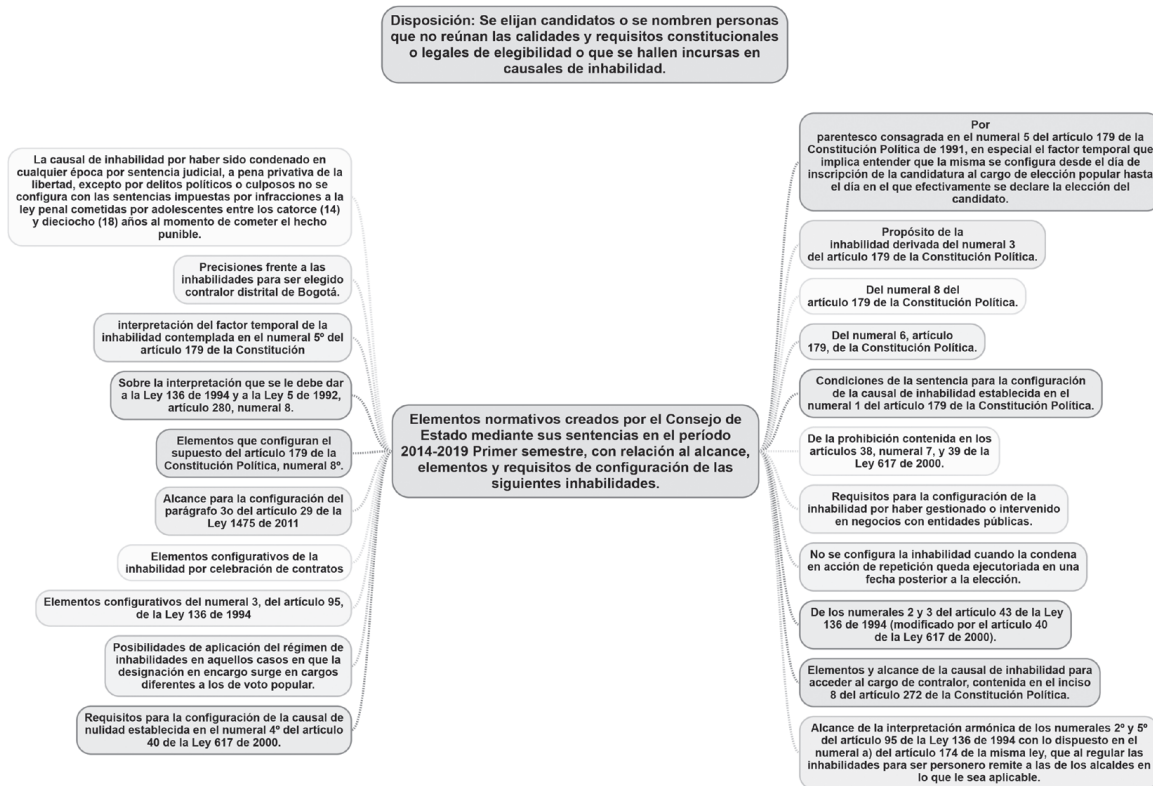 Disposición: Se elijan candidatos o se nombren personas
que no reúnan las calidades y requisitos constitucionales
o legales de elegibilidad o que se hallen incursas en
causales de inhabilidad.
La causal de inhabilidad por haber sido condenado en
cualquier época por sentencia judicial, a pena privativa de la
libertad, excepto por delitos políticos o culposos no se
configura con las sentencias impuestas por infracciones a la
ley penal cometidas por adolescentes entre los catorce (14)
y dieciocho (18) años al momento de cometer el hecho
punible.
Precisiones frente a las
inhabilidades para ser elegido
contralor distrital de Bogotá.
interpretación del factor temporal de la
inhabilidad contemplada en el numeral 5º del
artículo 179 de la Constitución
Sobre la interpretación que se le debe dar
a la Ley 136 de 1994 y a la Ley 5 de 1992,
artículo 280, numeral 8.
Elementos que configuran el
supuesto del artículo 179 de la
Constitución Política, numeral 8º.
Alcance para la configuración del
parágrafo 3o del artículo 29 de la
Ley 1475 de 2011
Elementos configurativos de la
inhabilidad por celebración de contratos
Elementos configurativos del numeral 3, del artículo 95,
de la Ley 136 de 1994
Posibilidades de aplicación del régimen de
inhabilidades en aquellos casos en que la
designación en encargo surge en cargos
diferentes a los de voto popular.
Requisitos para la configuración de la causal de
nulidad establecida en el numeral 4º del artículo
40 de la Ley 617 de 2000.
Elementos normativos creados por el Consejo de
Estado mediante sus sentencias en el período
2014-2019 Primer semestre, con relación al alcance,
elementos y requisitos de configuración de las
siguientes inhabilidades.
Por
parentesco consagrada en el numeral 5 del artículo 179 de la
Constitución Política de 1991, en especial el factor temporal que
implica entender que la misma se configura desde el día de
inscripción de la candidatura al cargo de elección popular hasta
el día en el que efectivamente se declare la elección del
candidato.
Propósito de la
inhabilidad derivada del numeral 3
del artículo 179 de la Constitución Política.
Del numeral 8 del
artículo 179 de la Constitución Política.
Del numeral 6, artículo
179, de la Constitución Política.
Condiciones de la sentencia para la configuración
de la causal de inhabilidad establecida en el
numeral 1 del artículo 179 de la Constitución Política.
De la prohibición contenida en los
artículos 38, numeral 7, y 39 de la
Ley 617 de 2000.
Requisitos para la configuración de la
inhabilidad por haber gestionado o intervenido
en negocios con entidades públicas.
No se configura la inhabilidad cuando la condena
en acción de repetición queda ejecutoriada en una
fecha posterior a la elección.
De los numerales 2 y 3 del artículo 43 de la Ley
136 de 1994 (modificado por el artículo 40
de la Ley 617 de 2000).
Elementos y alcance de la causal de inhabilidad para
acceder al cargo de contralor, contenida en el inciso
8 del artículo 272 de la Constitución Política.
Alcance de la interpretación armónica de los numerales 2º y 5º
del artículo 95 de la Ley 136 de 1994 con lo dispuesto en el
numeral a) del artículo 174 de la misma ley, que al regular las
inhabilidades para ser personero remite a las de los alcaldes en
lo que le sea aplicable.